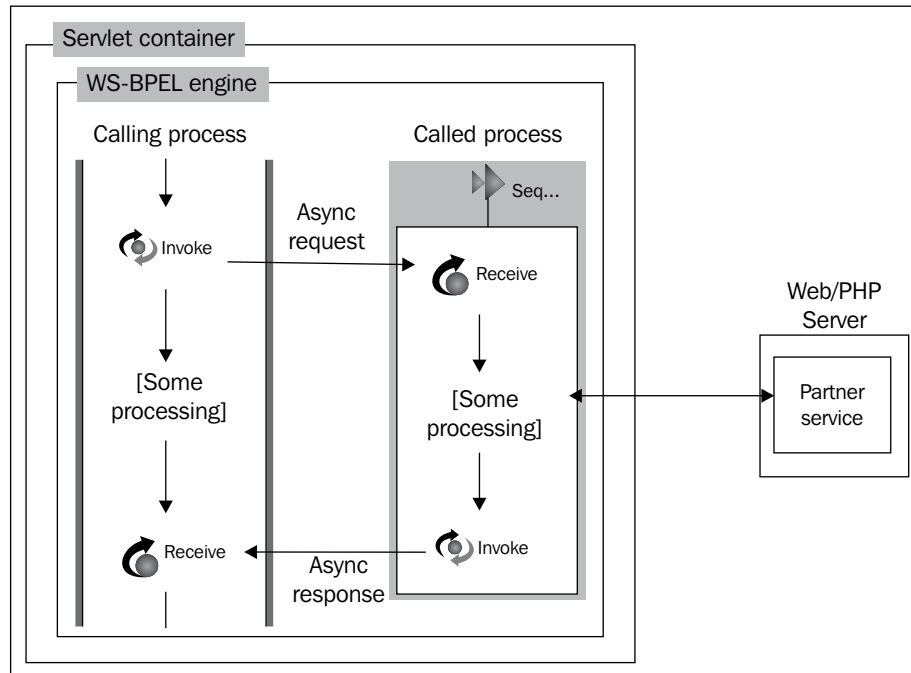 Servlet container
WS-BPEL engine
Calling process
Called process
Seq...
Async
request
Invoke
Receive
Web/PHP
Server
[Some
processing]
[Some
processing]
Partner
service
Receive
Async
response
Invoke